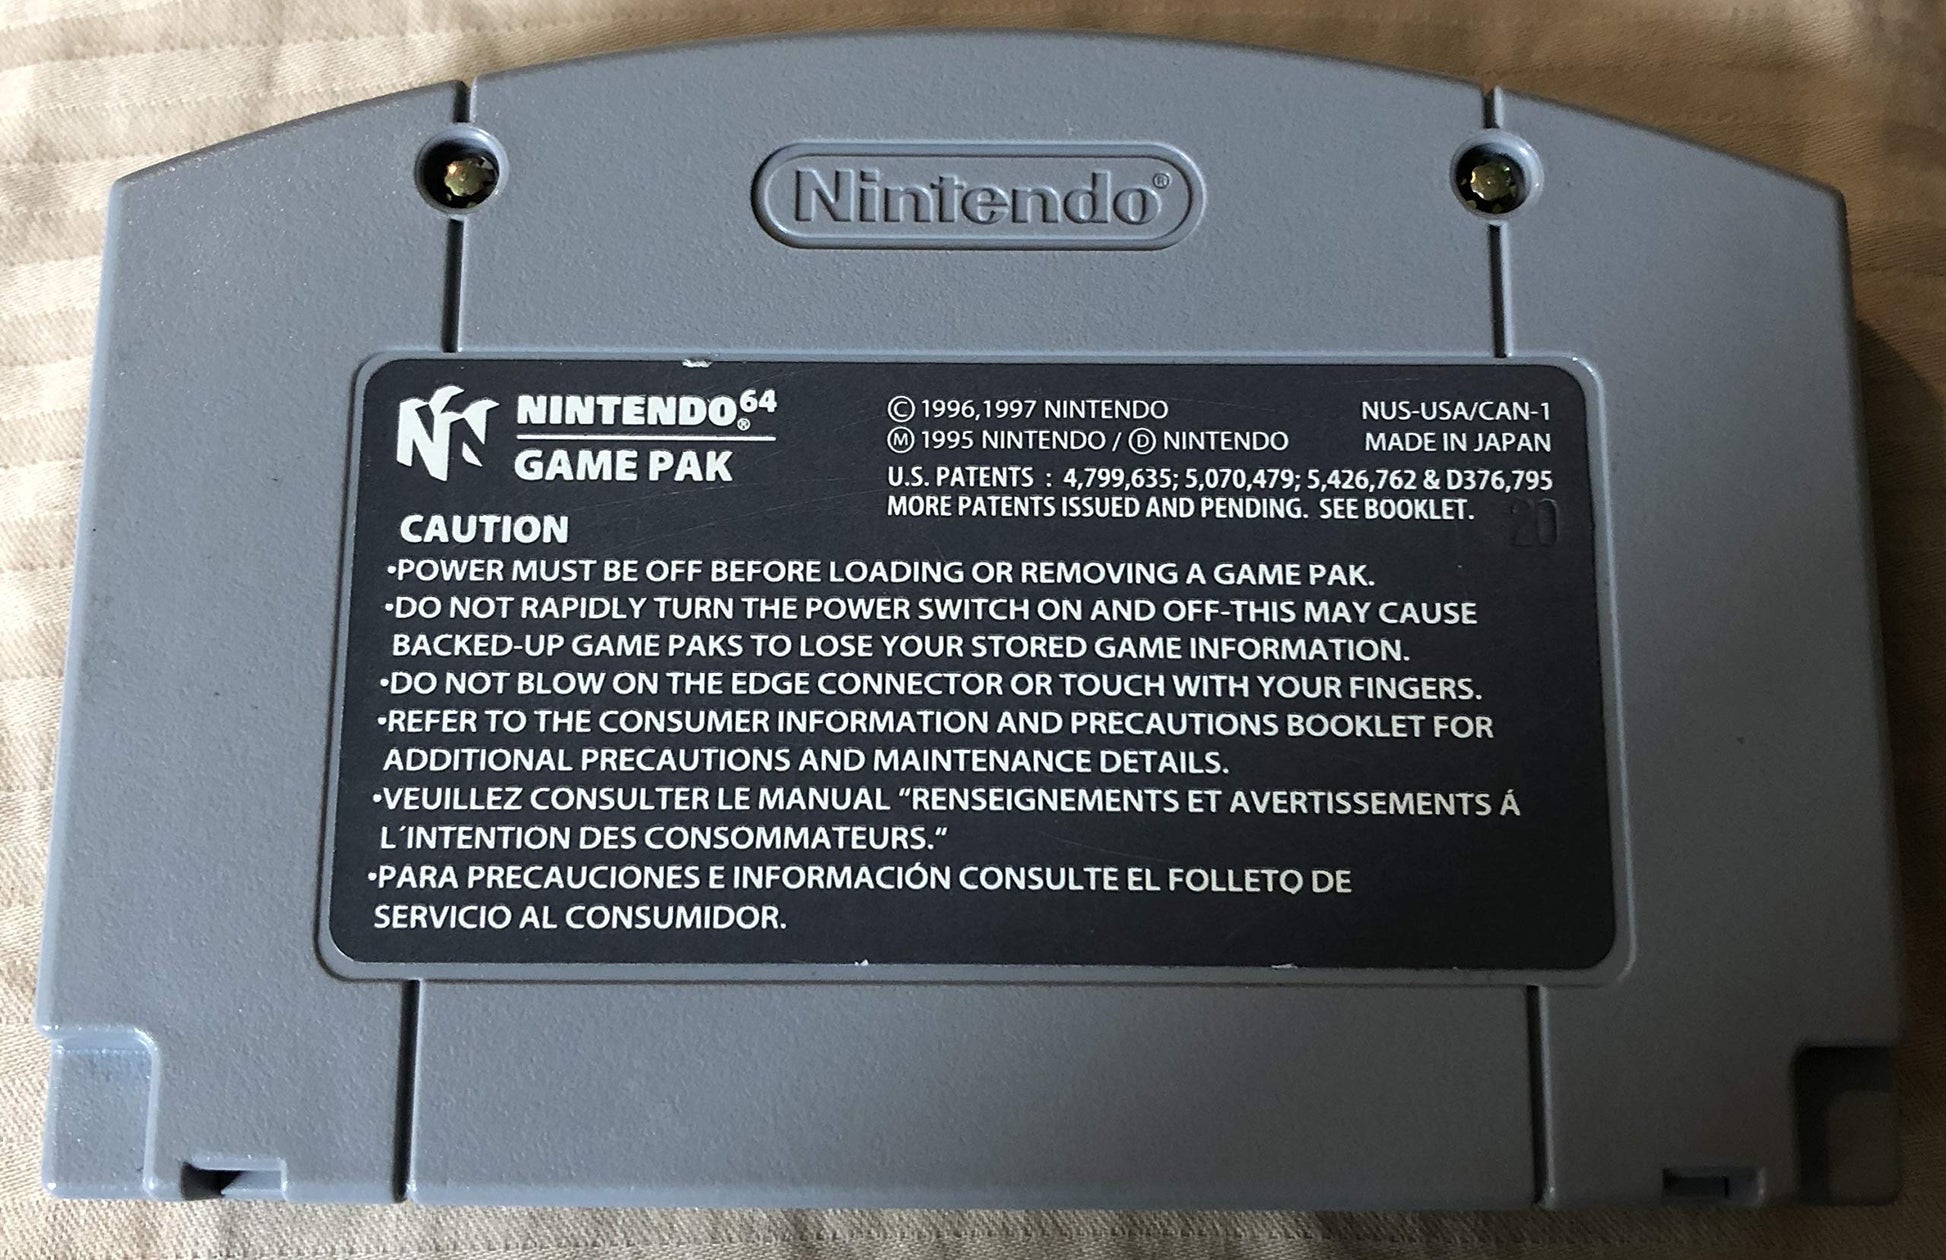 Nintendo®
NINTENDO64®
GAME PAK
© 1996,1997 NINTENDO
Ⓜ 1995 NINTENDO / Ⓓ NINTENDO
NUS-USA/CAN-1
MADE IN JAPAN
U.S. PATENTS : 4,799,635; 5,070,479; 5,426,762 & D376,795
MORE PATENTS ISSUED AND PENDING. SEE BOOKLET.
20
CAUTION
•POWER MUST BE OFF BEFORE LOADING OR REMOVING A GAME PAK.
•DO NOT RAPIDLY TURN THE POWER SWITCH ON AND OFF-THIS MAY CAUSE
BACKED-UP GAME PAKS TO LOSE YOUR STORED GAME INFORMATION.
•DO NOT BLOW ON THE EDGE CONNECTOR OR TOUCH WITH YOUR FINGERS.
•REFER TO THE CONSUMER INFORMATION AND PRECAUTIONS BOOKLET FOR
ADDITIONAL PRECAUTIONS AND MAINTENANCE DETAILS.
•VEUILLEZ CONSULTER LE MANUAL “RENSEIGNEMENTS ET AVERTISSEMENTS Á
L´INTENTION DES CONSOMMATEURS.“
•PARA PRECAUCIONES E INFORMACIÓN CONSULTE EL FOLLETO DE
SERVICIO AL CONSUMIDOR.